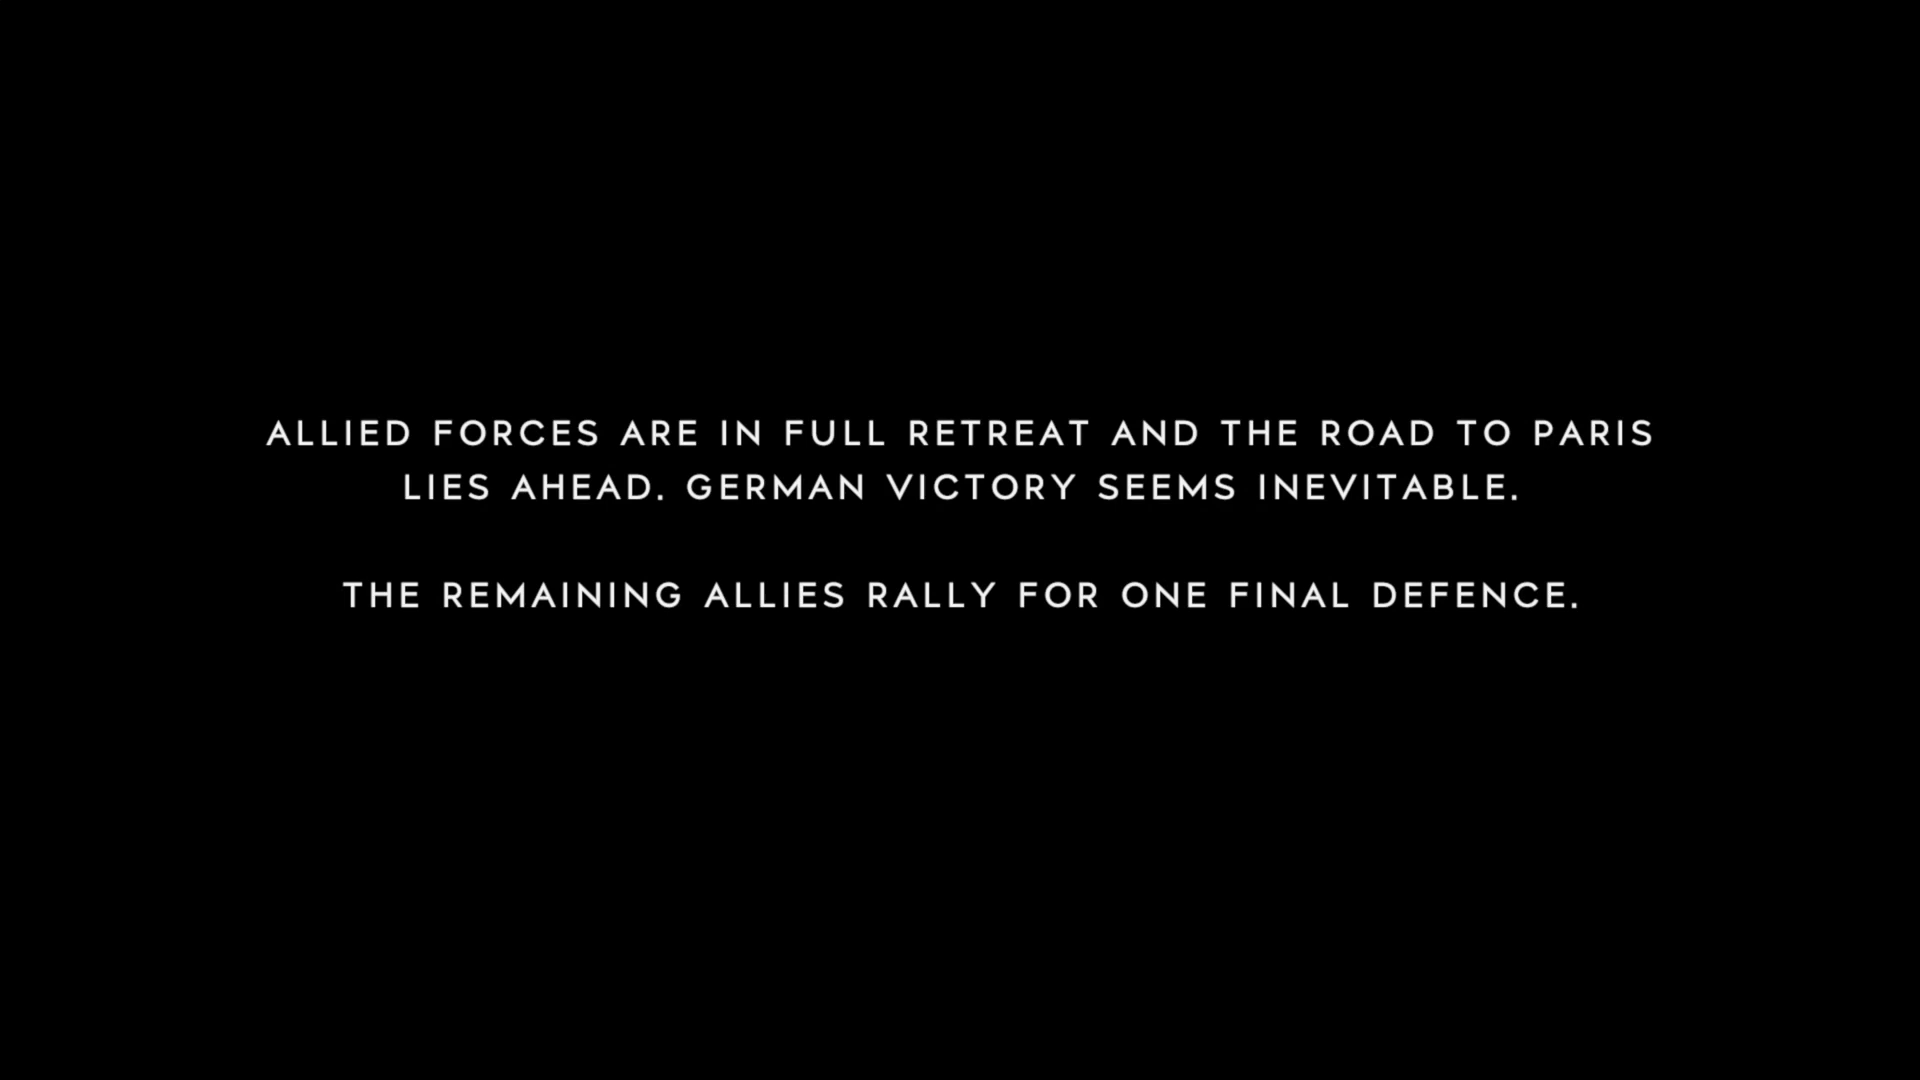 ALLIED FORCES ARE IN FULL RETREAT AND THE ROAD TO PARIS
LIES AHEAD. GERMAN VICTORY SEEMS INEVITABLE.
THE REMAINING ALLIES RALLY FOR ONE FINAL DEFENCE.